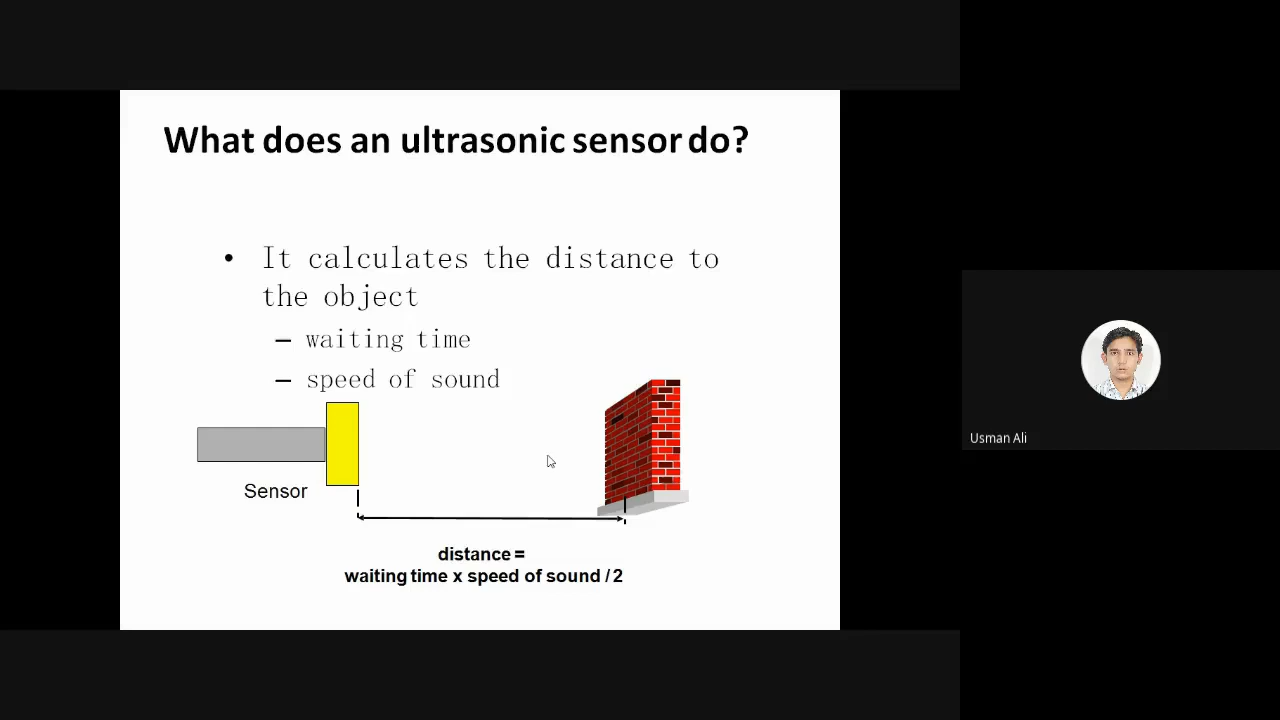 What does an ultrasonic sensor do?
• It calculates the distance to
the object
– waiting time
– speed of sound
Sensor
distance =
waiting time x speed of sound / 2
Usman Ali